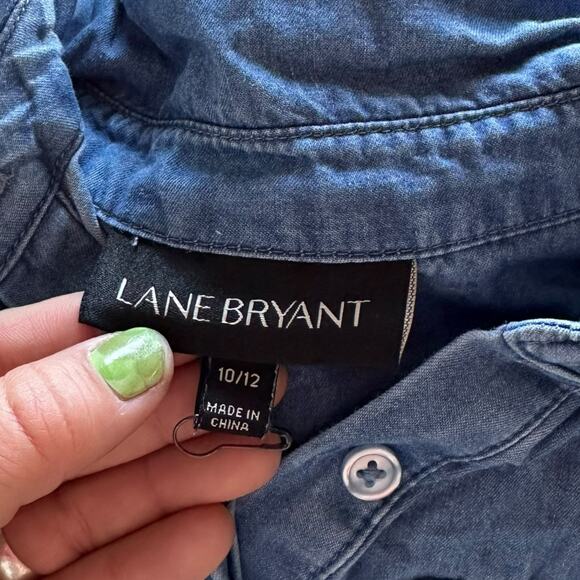 LANE BRYANT
10/12
MADE IN
CHINA